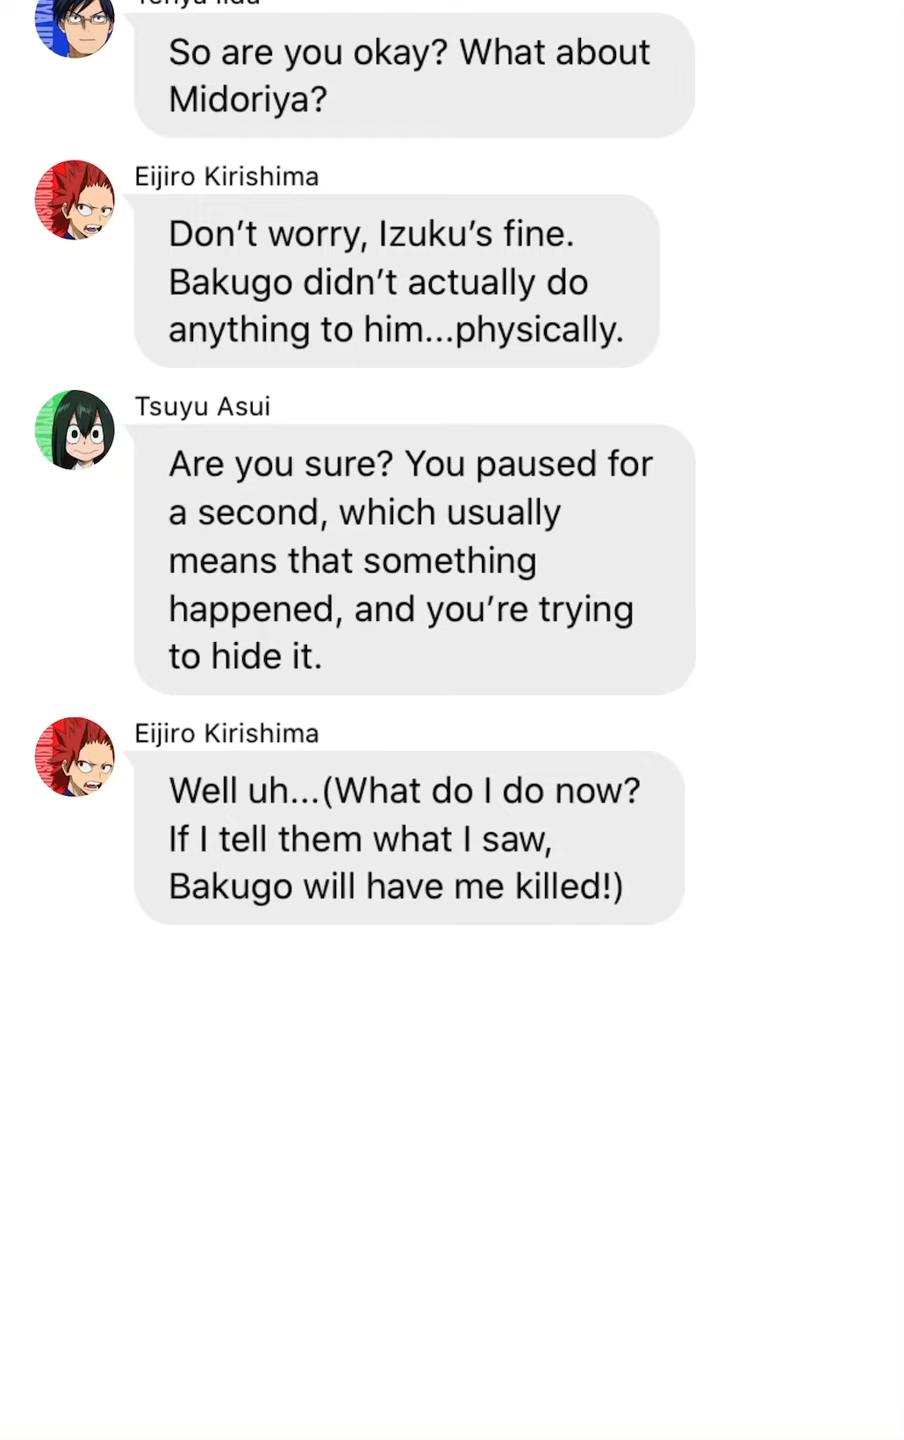 Tenya Iida
So are you okay? What about
Midoriya?
Eijiro Kirishima
Don’t worry, Izuku’s fine.
Bakugo didn’t actually do
anything to him...physically.
Tsuyu Asui
Are you sure? You paused for
a second, which usually
means that something
happened, and you’re trying
to hide it.
Eijiro Kirishima
Well uh...(What do I do now?
If I tell them what I saw,
Bakugo will have me killed!)